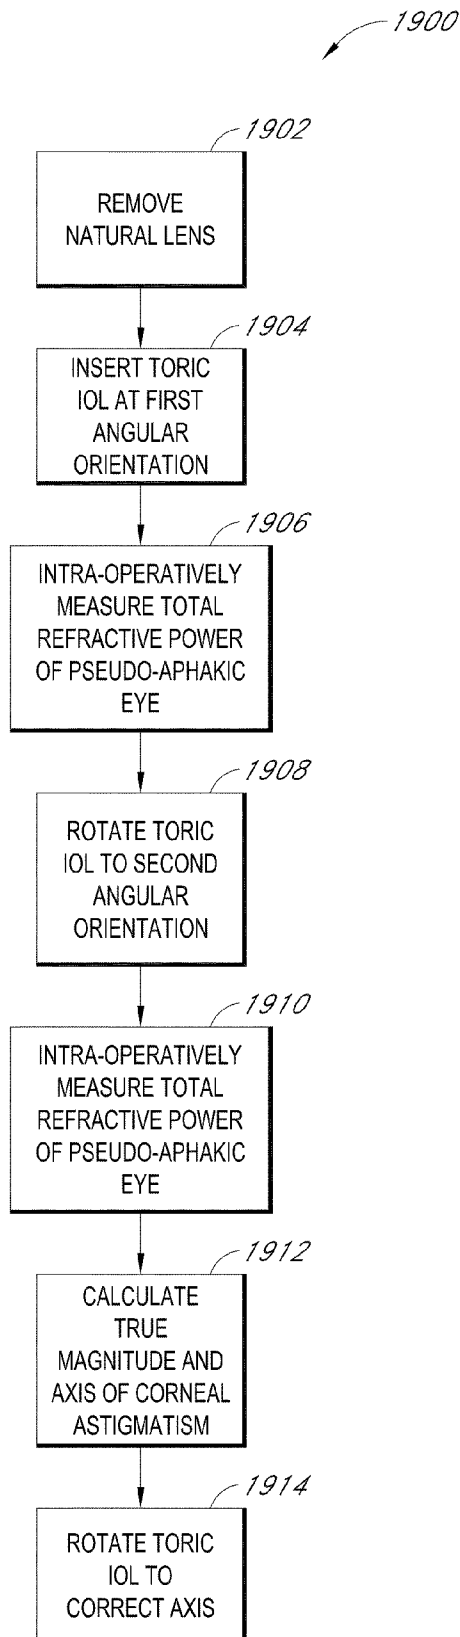 1900
1902
REMOVE
NATURAL LENS
1904
INSERT TORIC
IOL AT FIRST
ANGULAR
ORIENTATION
1906
INTRA-OPERATIVELY
MEASURE TOTAL
REFRACTIVE POWER
OF PSEUDO-APHAKIC
EYE
1908
ROTATE TORIC
IOL TO SECOND
ANGULAR
ORIENTATION
1910
INTRA-OPERATIVELY
MEASURE TOTAL
REFRACTIVE POWER
OF PSEUDO-APHAKIC
EYE
1912
CALCULATE
TRUE
MAGNITUDE AND
AXIS OF CORNEAL
ASTIGMATISM
1914
ROTATE TORIC
IOL TO
CORRECT AXIS